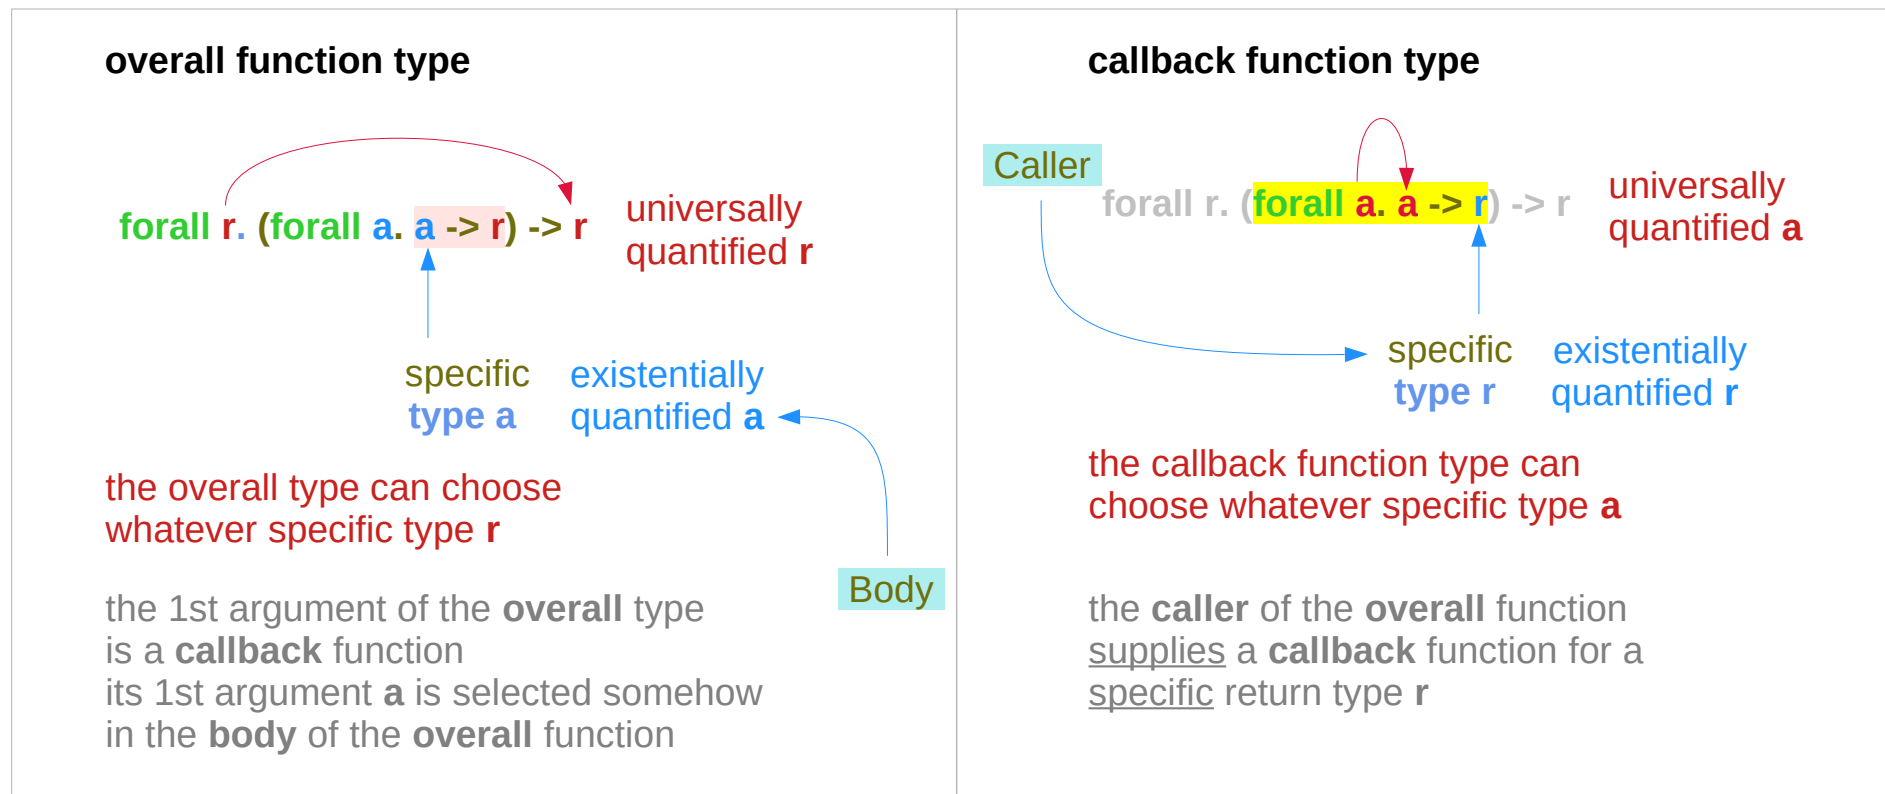 overall function type
forall r. (forall a. a -> r) -> r
universally
quantified r
specific
type a
existentially
quantified a
the overall type can choose
whatever specific type r
Body
the 1st argument of the overall type
is a callback function
its 1st argument a is selected somehow
in the body of the overall function
callback function type
Caller
forall r. (forall a. a -> r) -> r
universally
quantified a
specific
type r
existentially
quantified r
the callback function type can
choose whatever specific type a
the caller of the overall function
supplies a callback function for a
specific return type r